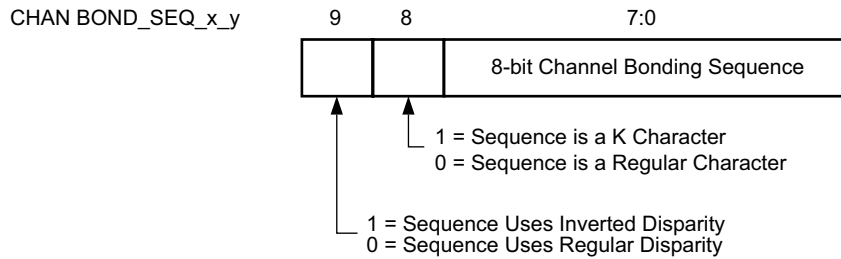 CHAN BOND_SEQ_x_y 9 8 7:0
8-bit Channel Bonding Sequence
1 = Sequence is a K Character
0 = Sequence is a Regular Character
1 = Sequence Uses Inverted Disparity
0 = Sequence Uses Regular Disparity